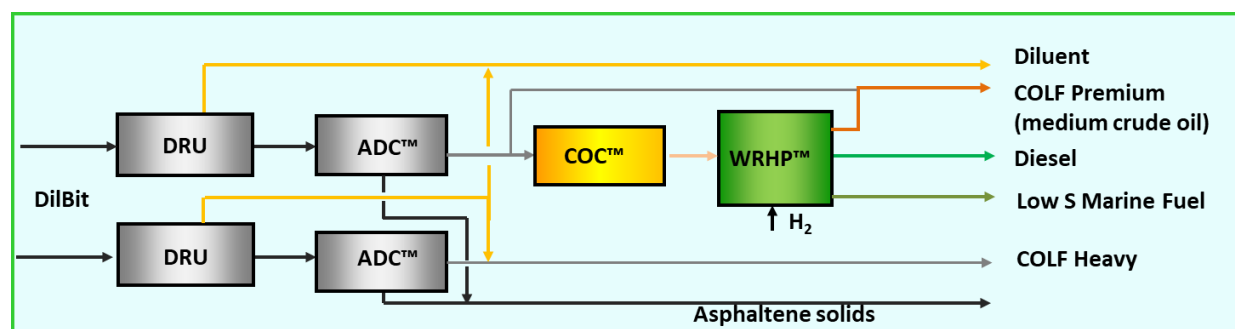 Diluent
COLF Premium
(medium crude oil)
DRU
ADC™
COC™
WRHP™
Diesel
DilBit
Low S Marine Fuel
H₂
DRU
ADC™
COLF Heavy
Asphaltene solids